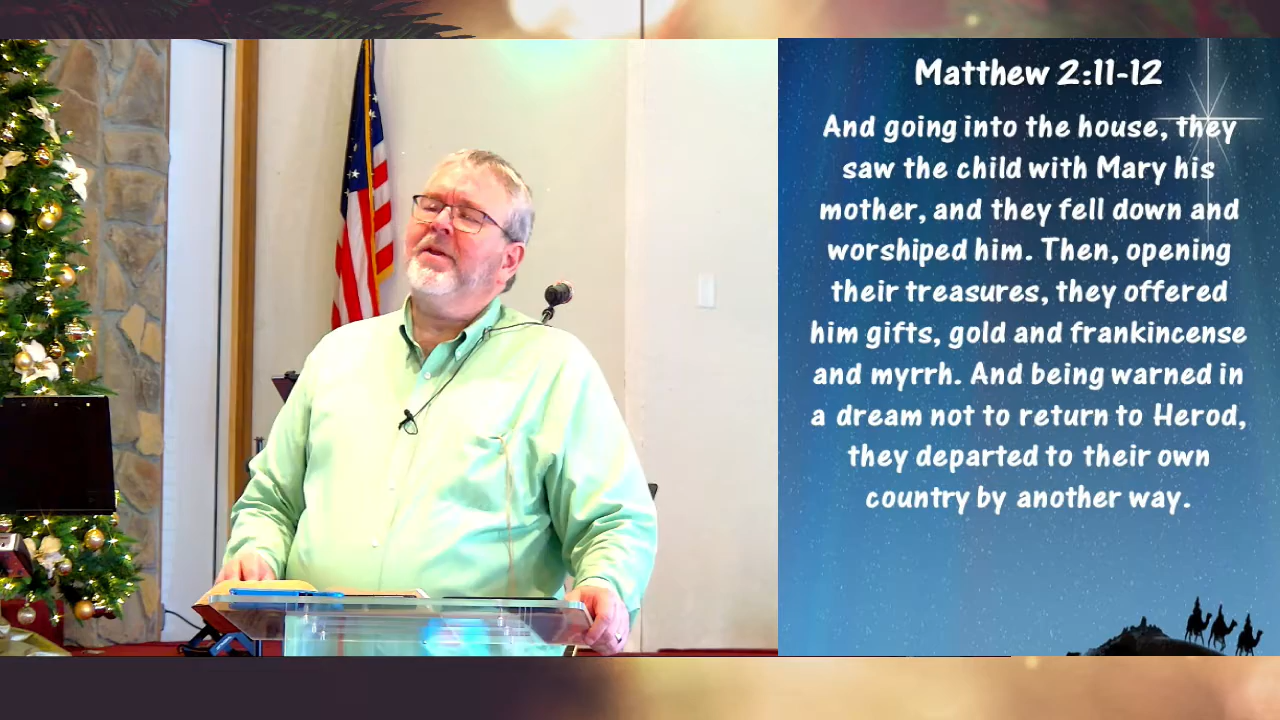 Matthew 2:11-12
And going into the house, they
saw the child with Mary his
mother, and they fell down and
worshiped him. Then, opening
their treasures, they offered
him gifts, gold and frankincense
and myrrh. And being warned in
a dream not to return to Herod,
they departed to their own
country by another way.